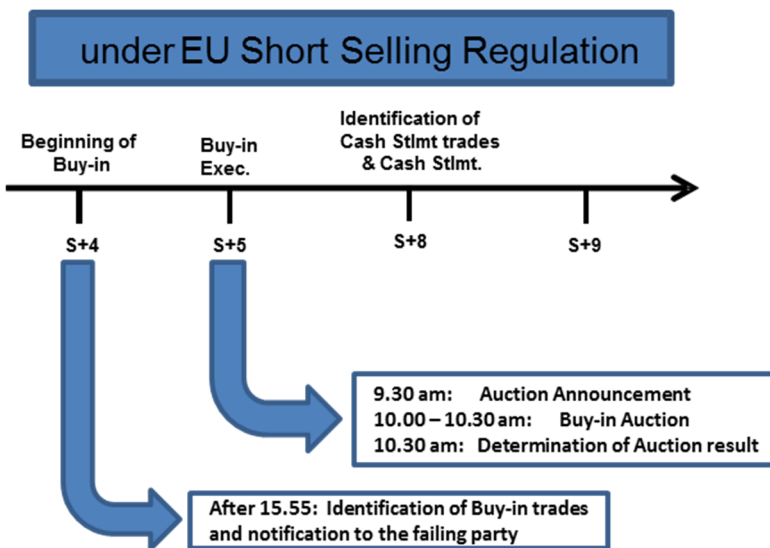 under EU Short Selling Regulation
Beginning of
Buy-in
Buy-in
Exec.
Identification of
Cash Stlmt trades
& Cash Stlmt.
S+4
S+5
S+8
S+9
9.30 am: Auction Announcement
10.00 – 10.30 am: Buy-in Auction
10.30 am: Determination of Auction result
After 15.55: Identification of Buy-in trades
and notification to the failing party